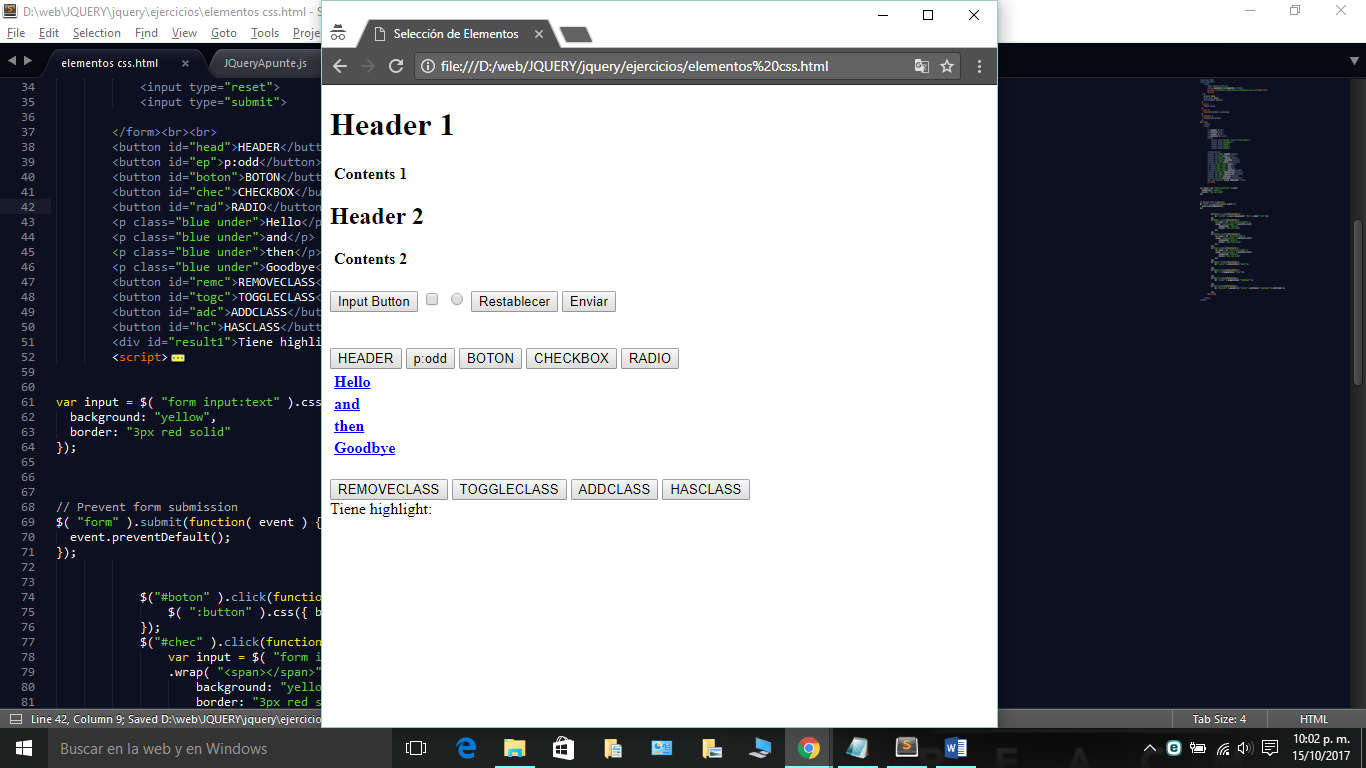 D:\web\JQUERY\jquery\ejercicios\elementos css.html - S
File Edit Selection Find View Goto Tools Proje
elementos css.html × JQueryApunte.js
34 <input type="reset">
35 <input type="submit">
36
37 </form><br><br>
38 <button id="head">HEADER</butt
39 <button id="ep">p:odd</button>
40 <button id="boton">BOTON</butt
41 <button id="chec">CHECKBOX</bu
42 <button id="rad">RADIO</button
43 <p class="blue under">Hello</p
44 <p class="blue under">and</p>
45 <p class="blue under">then</p>
46 <p class="blue under">Goodbye<
47 <button id="remc">REMOVECLASS<
48 <button id="togc">TOGGLECLASS<
49 <button id="adc">ADDCLASS</but
50 <button id="hc">HASCLASS</butt
51 <div id="result1">Tiene highli
52 <script>
59
60
61 var input = $( "form input:text" ).css
62 background: "yellow",
63 border: "3px red solid"
64 });
65
66
67
68 // Prevent form submission
69 $( "form" ).submit(function( event ) {
70 event.preventDefault();
71 });
72
73
74 $("#boton" ).click(function
75 $( ":button" ).css({ b
76 });
77 $("#chec" ).click(function
78 var input = $( "form i
79 .wrap( "<span></span>"
80 background: "yello
81 border: "3px red s
Line 42, Column 9; Saved D:\web\JQUERY\jquery\ejercicio
Tab Size: 4 HTML
Selección de Elementos ×
file:///D:/web/JQUERY/jquery/ejercicios/elementos%20css.html
Header 1
Contents 1
Header 2
Contents 2
Input Button Restablecer Enviar
HEADER p:odd BOTON CHECKBOX RADIO
Hello
and
then
Goodbye
REMOVECLASS TOGGLECLASS ADDCLASS HASCLASS
Tiene highlight:
Buscar en la web y en Windows
10:02 p. m.
15/10/2017